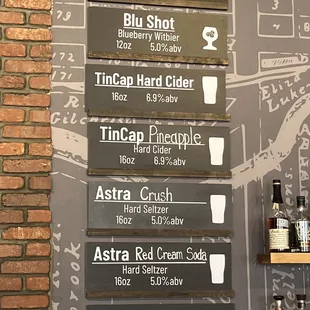 Blu Shot
Blueberry Witbier
12oz 5.0%abv
TinCap Hard Cider
16oz 6.9%abv
TinCap Pineapple
Hard Cider
16oz 6.9%abv
Astra Crush
Hard Seltzer
16oz 5.0%abv
Astra Red Cream Soda
Hard Seltzer
16oz 5.0%abv